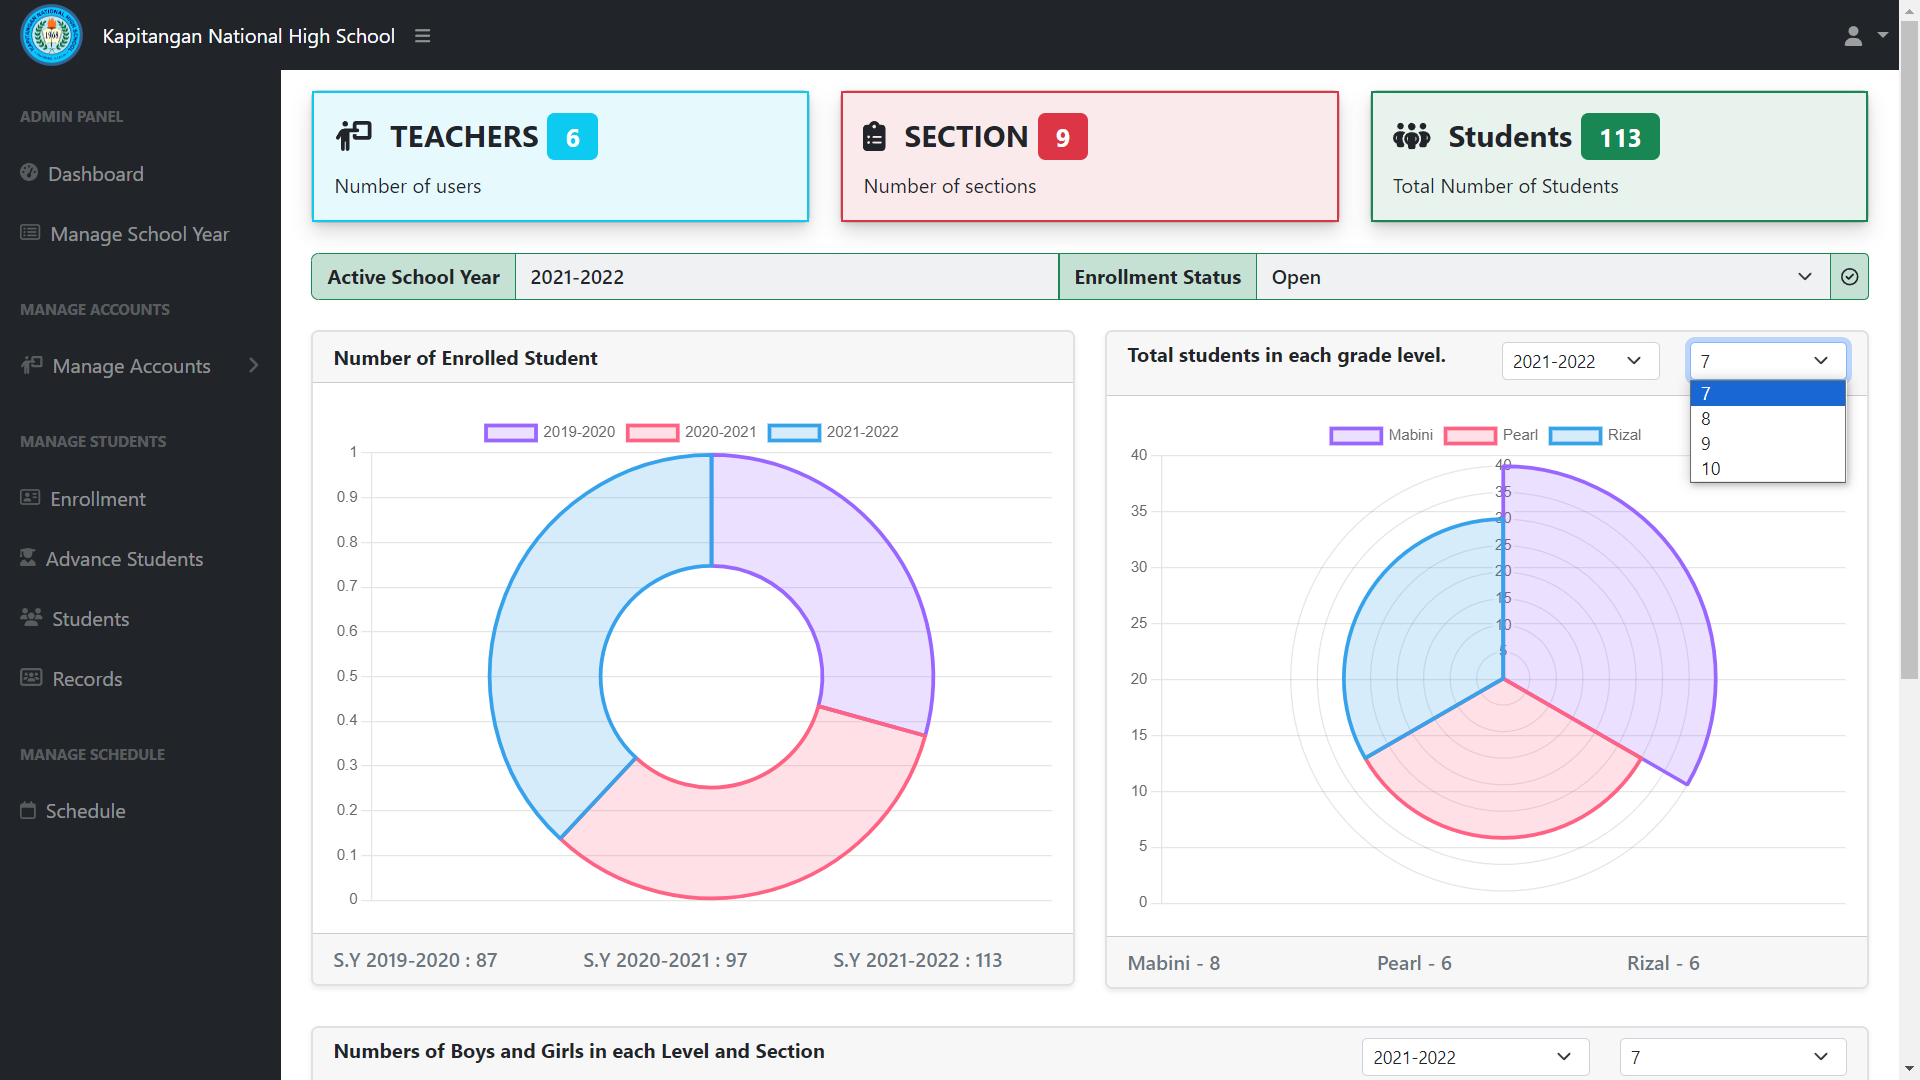 Kapitangan National High School
ADMIN PANEL
Dashboard
Manage School Year
MANAGE ACCOUNTS
Manage Accounts
MANAGE STUDENTS
Enrollment
Advance Students
Students
Records
MANAGE SCHEDULE
Schedule
TEACHERS 6
Number of users
SECTION 9
Number of sections
Students 113
Total Number of Students
Active School Year 2021-2022 Enrollment Status Open
Number of Enrolled Student
2019-2020 2020-2021 2021-2022
1
0.9
0.8
0.7
0.6
0.5
0.4
0.3
0.2
0.1
0
S.Y 2019-2020 : 87 S.Y 2020-2021 : 97 S.Y 2021-2022 : 113
Total students in each grade level. 2021-2022 7
7
8
9
10
Mabini Pearl Rizal
40
35
30
25
20
15
10
5
0
40
35
30
25
20
15
10
5
Mabini - 8 Pearl - 6 Rizal - 6
Numbers of Boys and Girls in each Level and Section 2021-2022 7